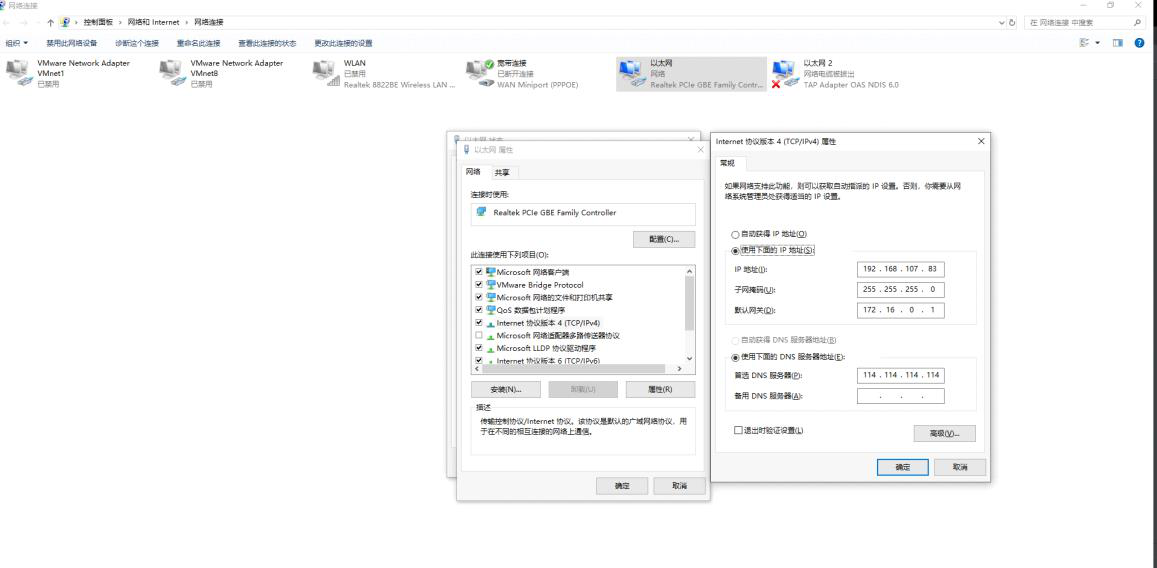 网络连接
控制面板 › 网络和 Internet › 网络连接
在 网络连接 中搜索
组织 禁用此网络设备 诊断这个连接 重命名此连接 查看此连接的状态 更改此连接的设置
VMware Network Adapter
VMnet1
已禁用
VMware Network Adapter
VMnet8
已禁用
WLAN
已禁用
Realtek 8822BE Wireless LAN ...
宽带连接
已断开连接
WAN Miniport (PPPOE)
以太网
网络
Realtek PCIe GBE Family Contr...
以太网 2
网络电缆被拔出
TAP Adapter OAS NDIS 6.0
以太网 状态
以太网 属性
网络 共享
连接时使用:
Realtek PCIe GBE Family Controller
配置(C)...
此连接使用下列项目(O):
Microsoft 网络客户端
VMware Bridge Protocol
Microsoft 网络的文件和打印机共享
QoS 数据包计划程序
Internet 协议版本 4 (TCP/IPv4)
Microsoft 网络适配器多路传送器协议
Microsoft LLDP 协议驱动程序
Internet 协议版本 6 (TCP/IPv6)
安装(N)... 卸载(U) 属性(R)
描述
传输控制协议/Internet 协议。该协议是默认的广域网络协议，用
于在不同的相互连接的网络上通信。
确定 取消
Internet 协议版本 4 (TCP/IPv4) 属性
常规
如果网络支持此功能，则可以获取自动指派的 IP 设置。否则，你需要从网
络系统管理员处获得适当的 IP 设置。
自动获得 IP 地址(O)
使用下面的 IP 地址(S):
IP 地址(I): 192 . 168 . 107 . 83
子网掩码(U): 255 . 255 . 255 . 0
默认网关(D): 172 . 16 . 0 . 1
自动获得 DNS 服务器地址(B)
使用下面的 DNS 服务器地址(E):
首选 DNS 服务器(P): 114 . 114 . 114 . 114
备用 DNS 服务器(A): . . .
退出时验证设置(L)
高级(V)...
确定 取消